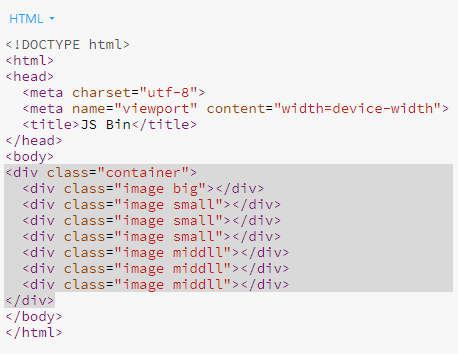 HTML
<!DOCTYPE html>
<html>
<head>
  <meta charset="utf-8">
  <meta name="viewport" content="width=device-width">
  <title>JS Bin</title>
</head>
<body>
<div class="container">
  <div class="image big"></div>
  <div class="image small"></div>
  <div class="image small"></div>
  <div class="image small"></div>
  <div class="image middll"></div>
  <div class="image middll"></div>
  <div class="image middll"></div>
</div>
</body>
</html>